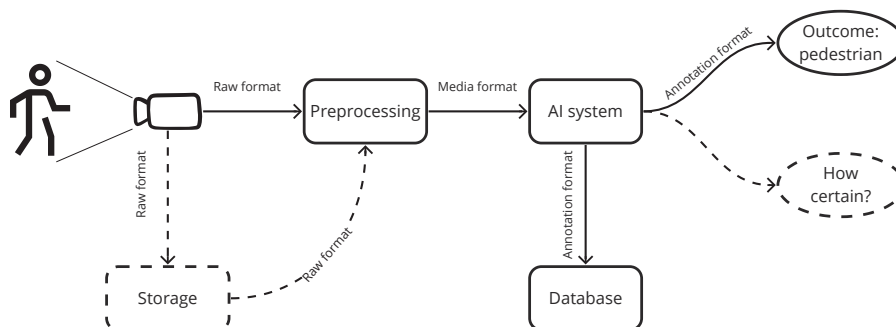 Outcome:
pedestrian
Annotation format
Raw format
Preprocessing
Media format
AI system
Raw format
Annotation format
How
certain?
Raw format
Storage
Database